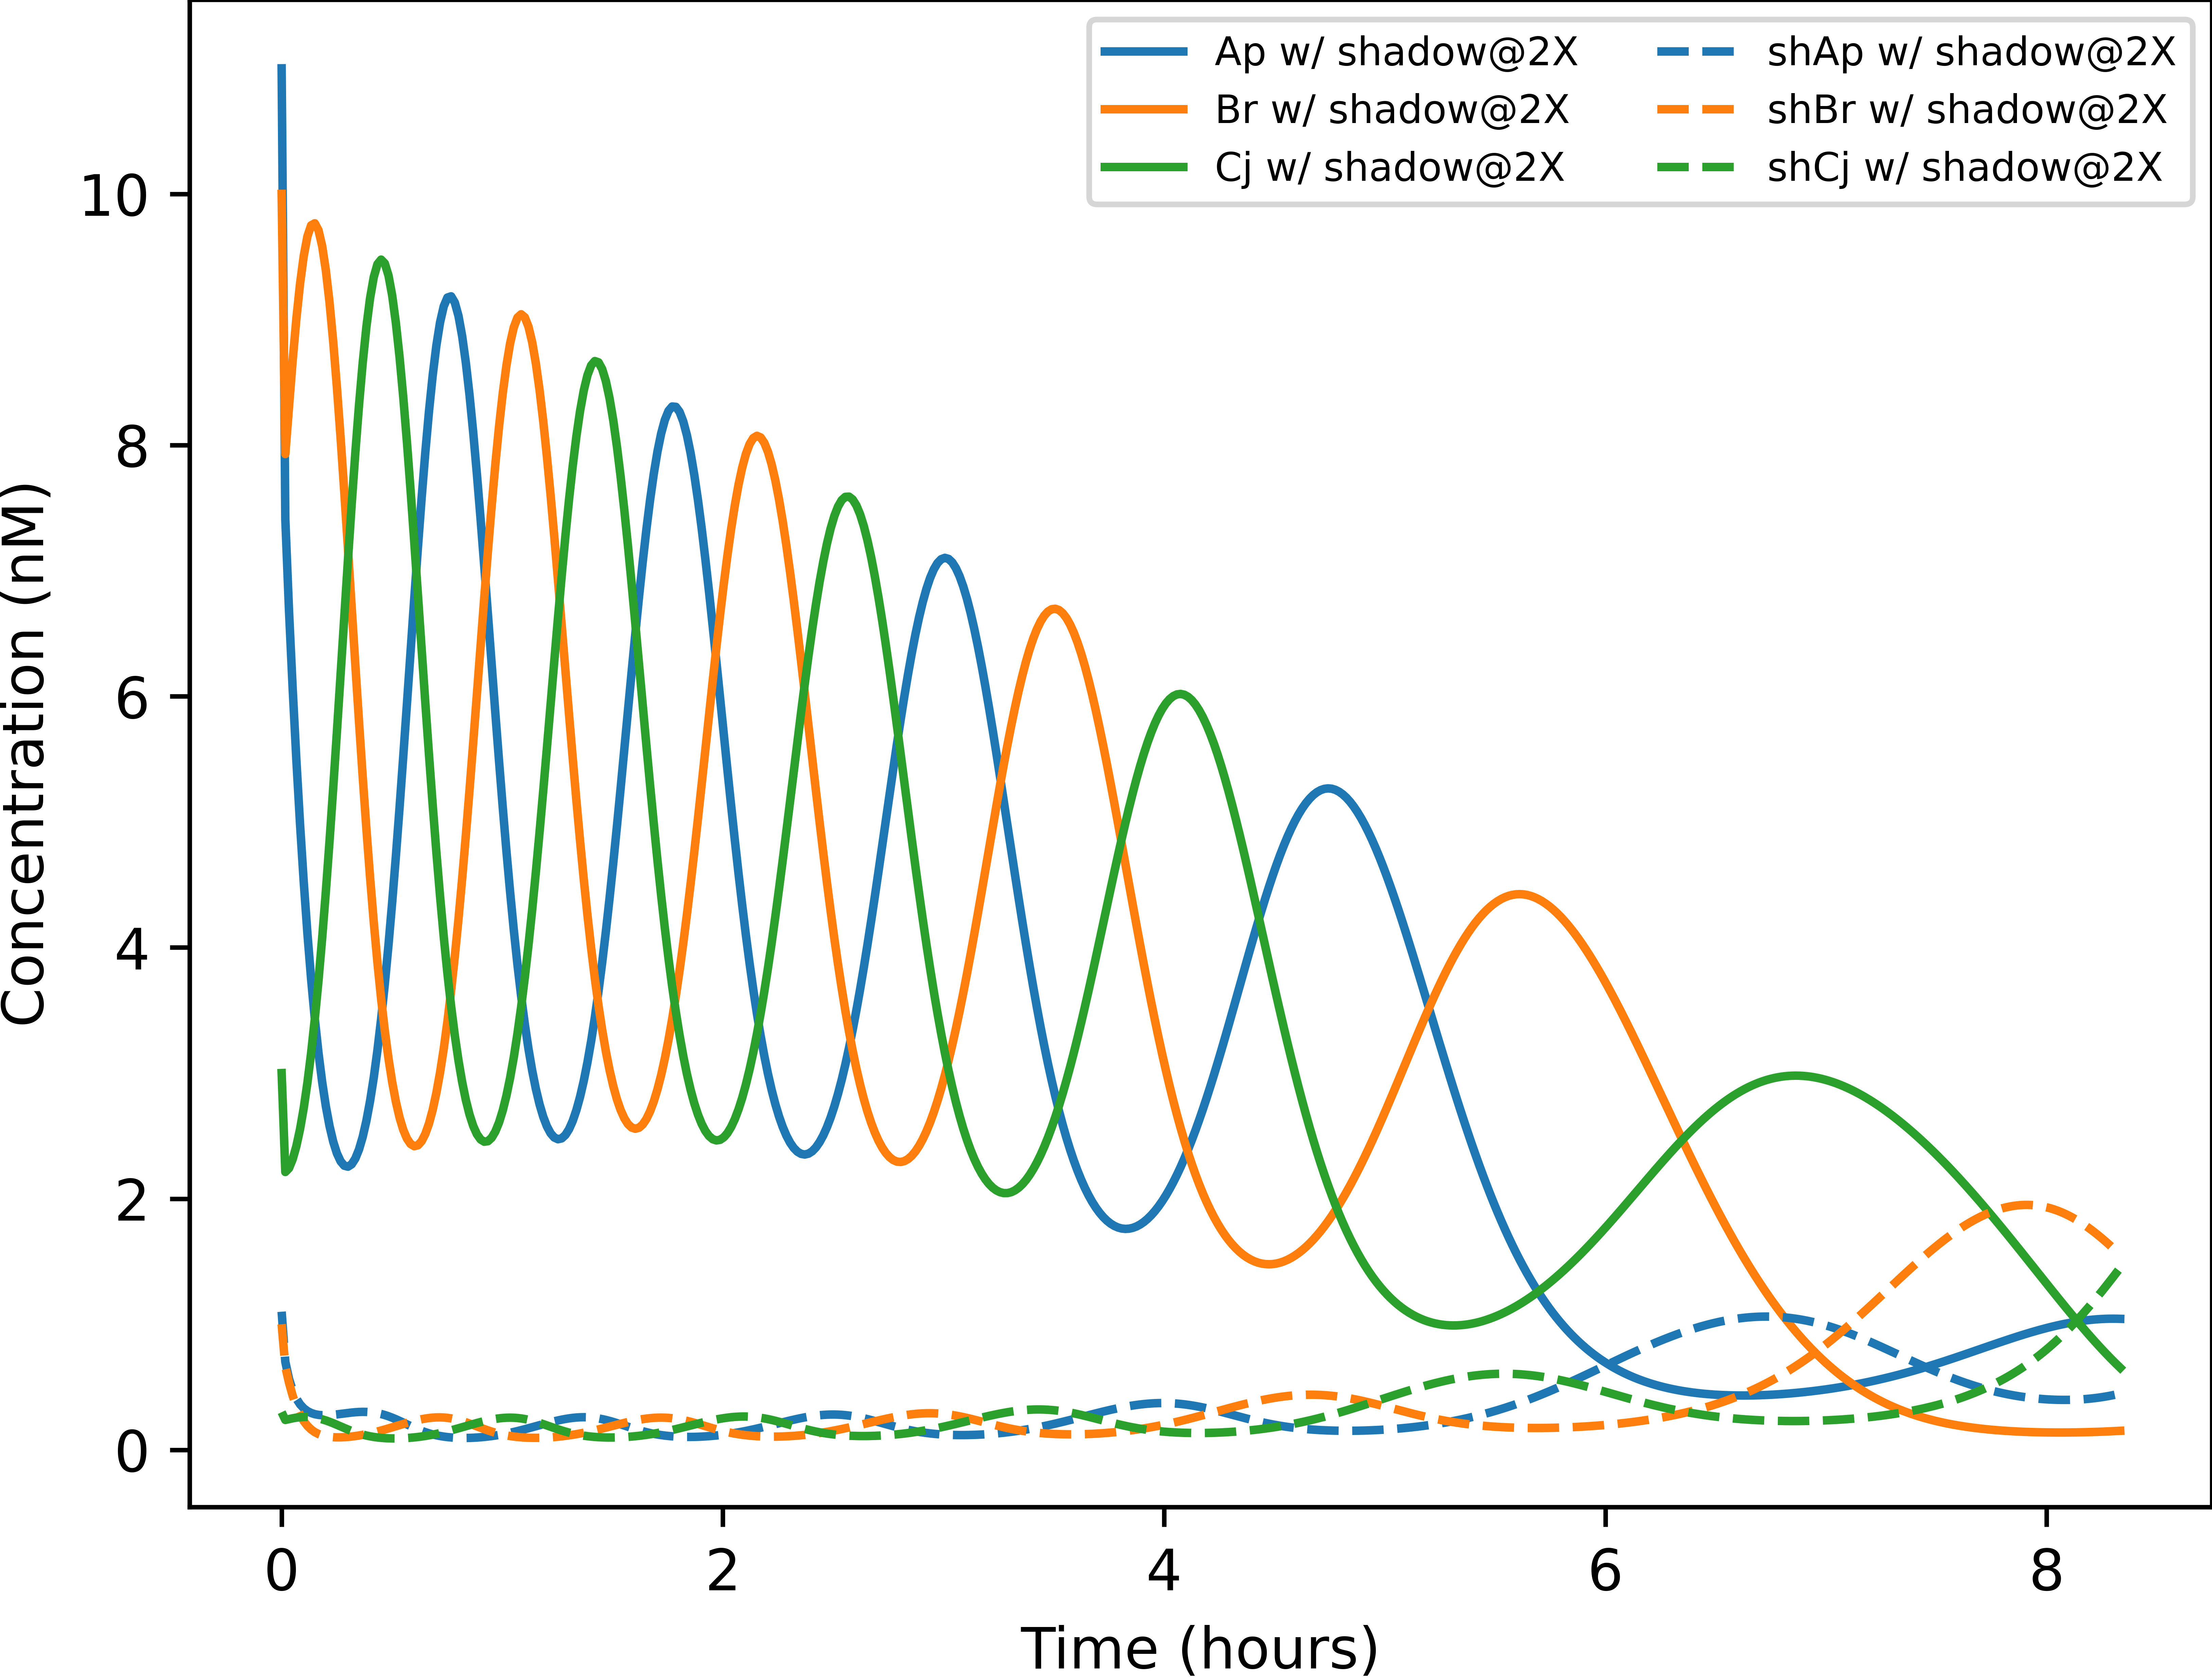 Ap w/ shadow@2X
Br w/ shadow@2X
Cj w/ shadow@2X
shAp w/ shadow@2X
shBr w/ shadow@2X
shCj w/ shadow@2X
Concentration (nM)
10
8
6
4
2
0
0 2 4 6 8
Time (hours)